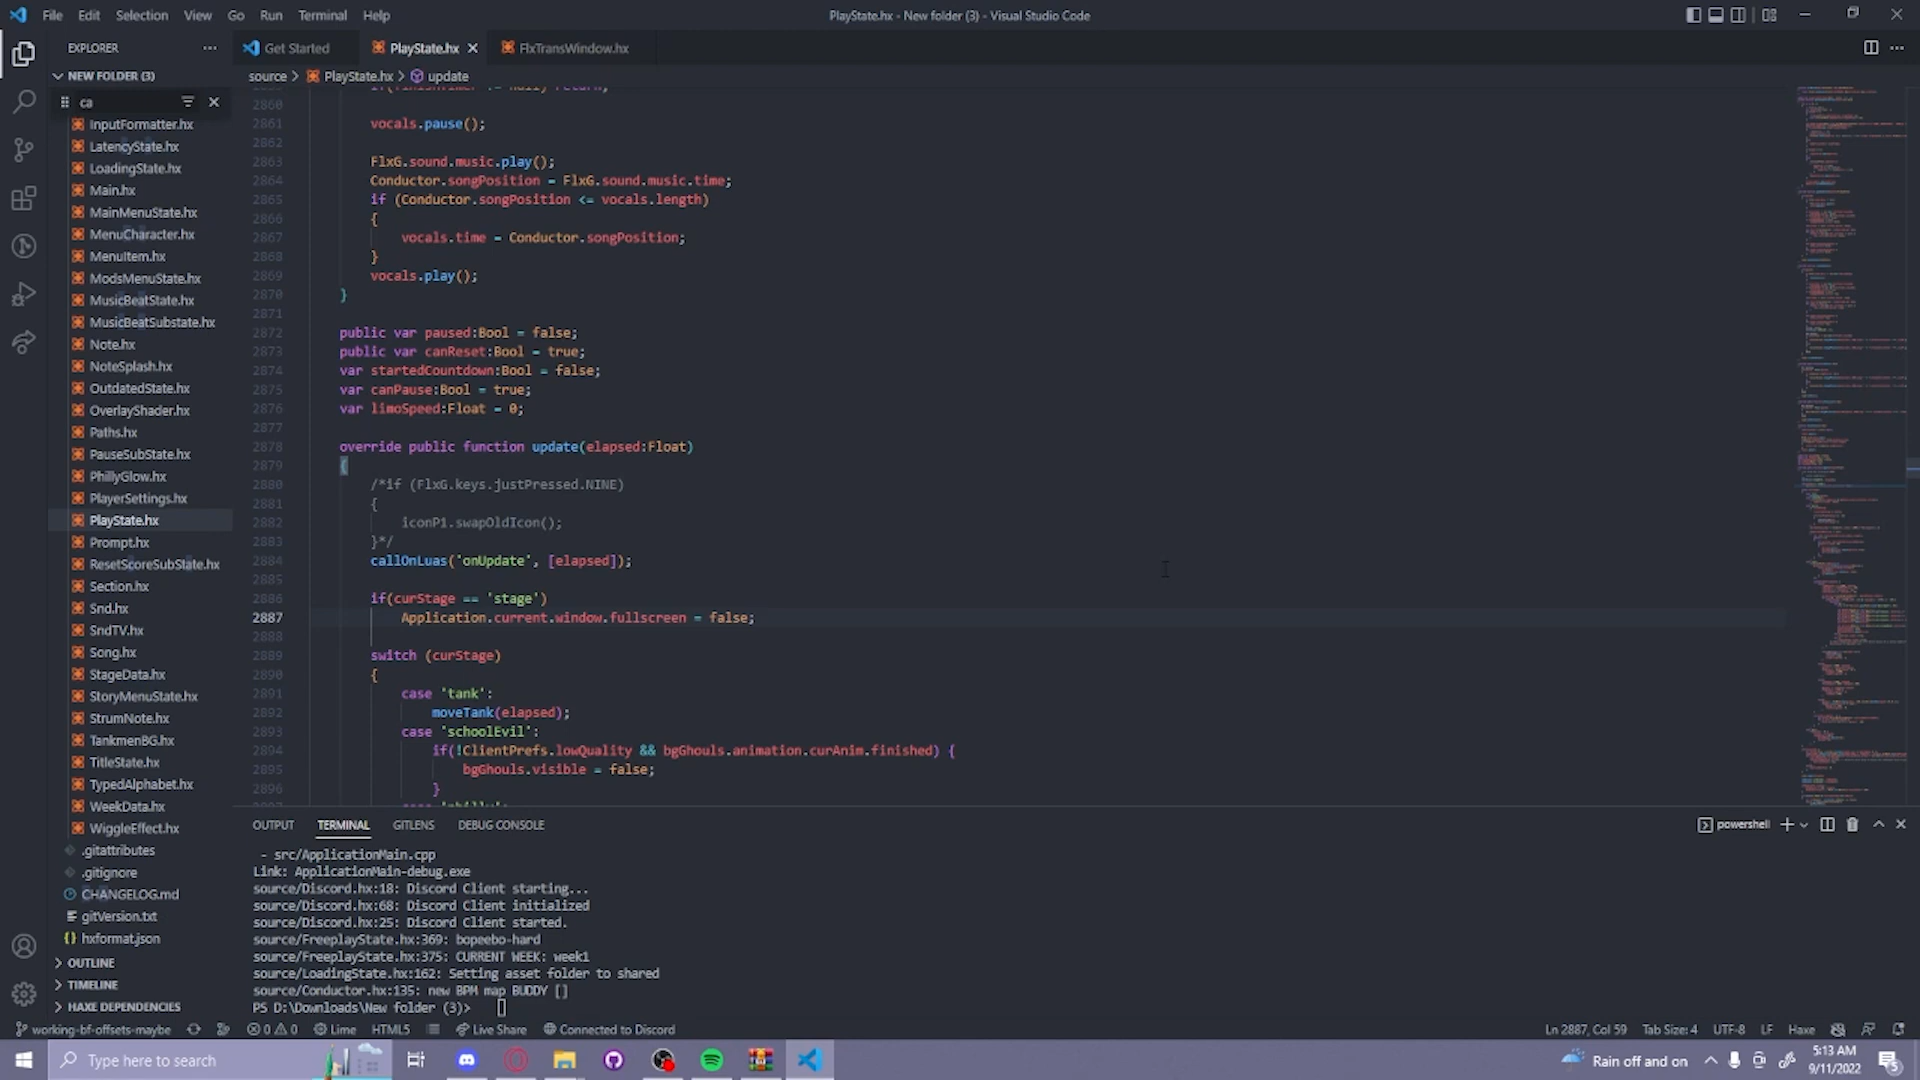 File Edit Selection View Go Run Terminal Help
PlayState.hx - New folder (3) - Visual Studio Code
EXPLORER
Get Started
PlayState.hx
FlxTransWindow.hx
NEW FOLDER (3)
source > PlayState.hx > update
ca
InputFormatter.hx
LatencyState.hx
LoadingState.hx
Main.hx
MainMenuState.hx
MenuCharacter.hx
MenuItem.hx
ModsMenuState.hx
MusicBeatState.hx
MusicBeatSubstate.hx
Note.hx
NoteSplash.hx
OutdatedState.hx
OverlayShader.hx
Paths.hx
PauseSubState.hx
PhillyGlow.hx
PlayerSettings.hx
PlayState.hx
Prompt.hx
ResetScoreSubState.hx
Section.hx
Snd.hx
SndTV.hx
Song.hx
StageData.hx
StoryMenuState.hx
StrumNote.hx
TankmenBG.hx
TitleState.hx
TypedAlphabet.hx
WeekData.hx
WiggleEffect.hx
.gitattributes
.gitignore
CHANGELOG.md
gitVersion.txt
hxformat.json
OUTLINE
TIMELINE
HAXE DEPENDENCIES
2860
2861 vocals.pause();
2862
2863 FlxG.sound.music.play();
2864 Conductor.songPosition = FlxG.sound.music.time;
2865 if (Conductor.songPosition <= vocals.length)
2866 {
2867 vocals.time = Conductor.songPosition;
2868 }
2869 vocals.play();
2870 }
2871
2872 public var paused:Bool = false;
2873 public var canReset:Bool = true;
2874 var startedCountdown:Bool = false;
2875 var canPause:Bool = true;
2876 var limoSpeed:Float = 0;
2877
2878 override public function update(elapsed:Float)
2879 {
2880 /*if (FlxG.keys.justPressed.NINE)
2881 {
2882 iconP1.swapOldIcon();
2883 }*/
2884 callOnLuas('onUpdate', [elapsed]);
2885
2886 if(curStage == 'stage')
2887 Application.current.window.fullscreen = false;
2888
2889 switch (curStage)
2890 {
2891 case 'tank':
2892 moveTank(elapsed);
2893 case 'schoolEvil':
2894 if(!ClientPrefs.lowQuality && bgGhouls.animation.curAnim.finished) {
2895 bgGhouls.visible = false;
2896 }
OUTPUT TERMINAL GITLENS DEBUG CONSOLE
powershell
- src/ApplicationMain.cpp
Link: ApplicationMain-debug.exe
source/Discord.hx:18: Discord Client starting...
source/Discord.hx:68: Discord Client initialized
source/Discord.hx:25: Discord Client started.
source/FreeplayState.hx:369: bopeebo-hard
source/FreeplayState.hx:375: CURRENT WEEK: week1
source/LoadingState.hx:162: Setting asset folder to shared
source/Conductor.hx:135: new BPM map BUDDY []
PS D:\Downloads\New folder (3)>
working-bf-offsets-maybe 0 0 Lime HTML5 Live Share Connected to Discord
Ln 2887, Col 59 Tab Size: 4 UTF-8 LF Haxe
Type here to search
Rain off and on
5:13 AM
9/11/2022
5